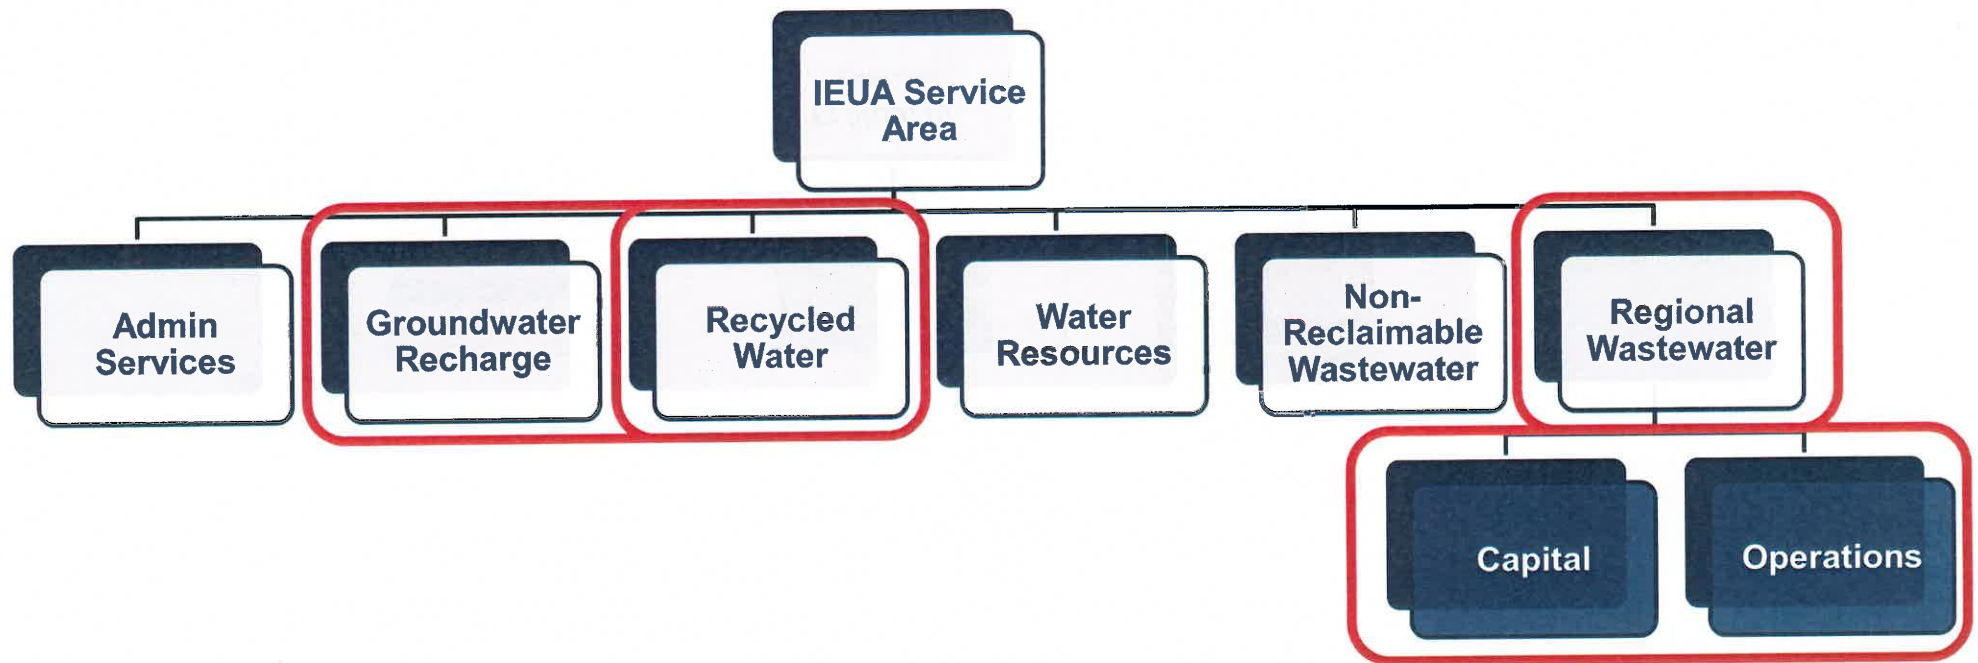 IEUA Service
Area
Admin
Services
Groundwater
Recharge
Recycled
Water
Water
Resources
Non-
Reclaimable
Wastewater
Regional
Wastewater
Capital
Operations